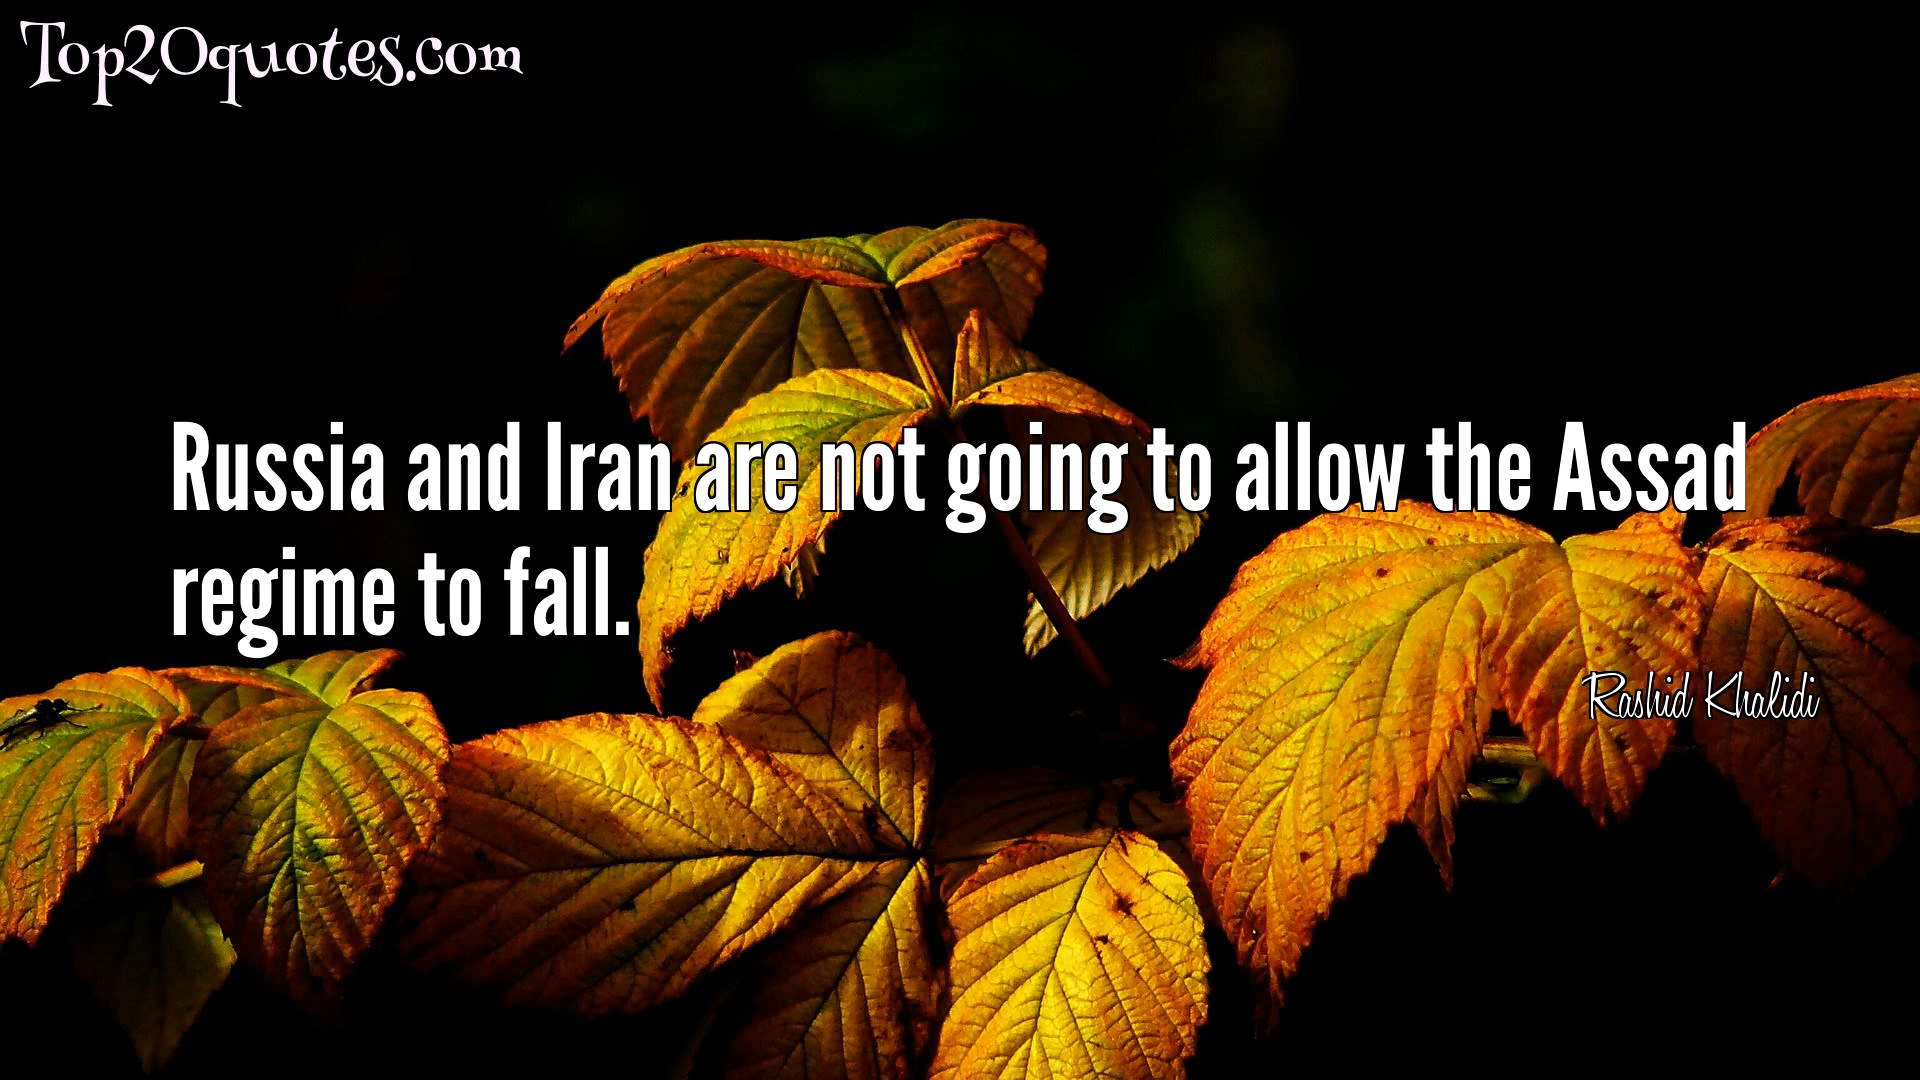 Top20quotes.com
Russia and Iran are not going to allow the Assad
regime to fall.
Rashid Khalidi